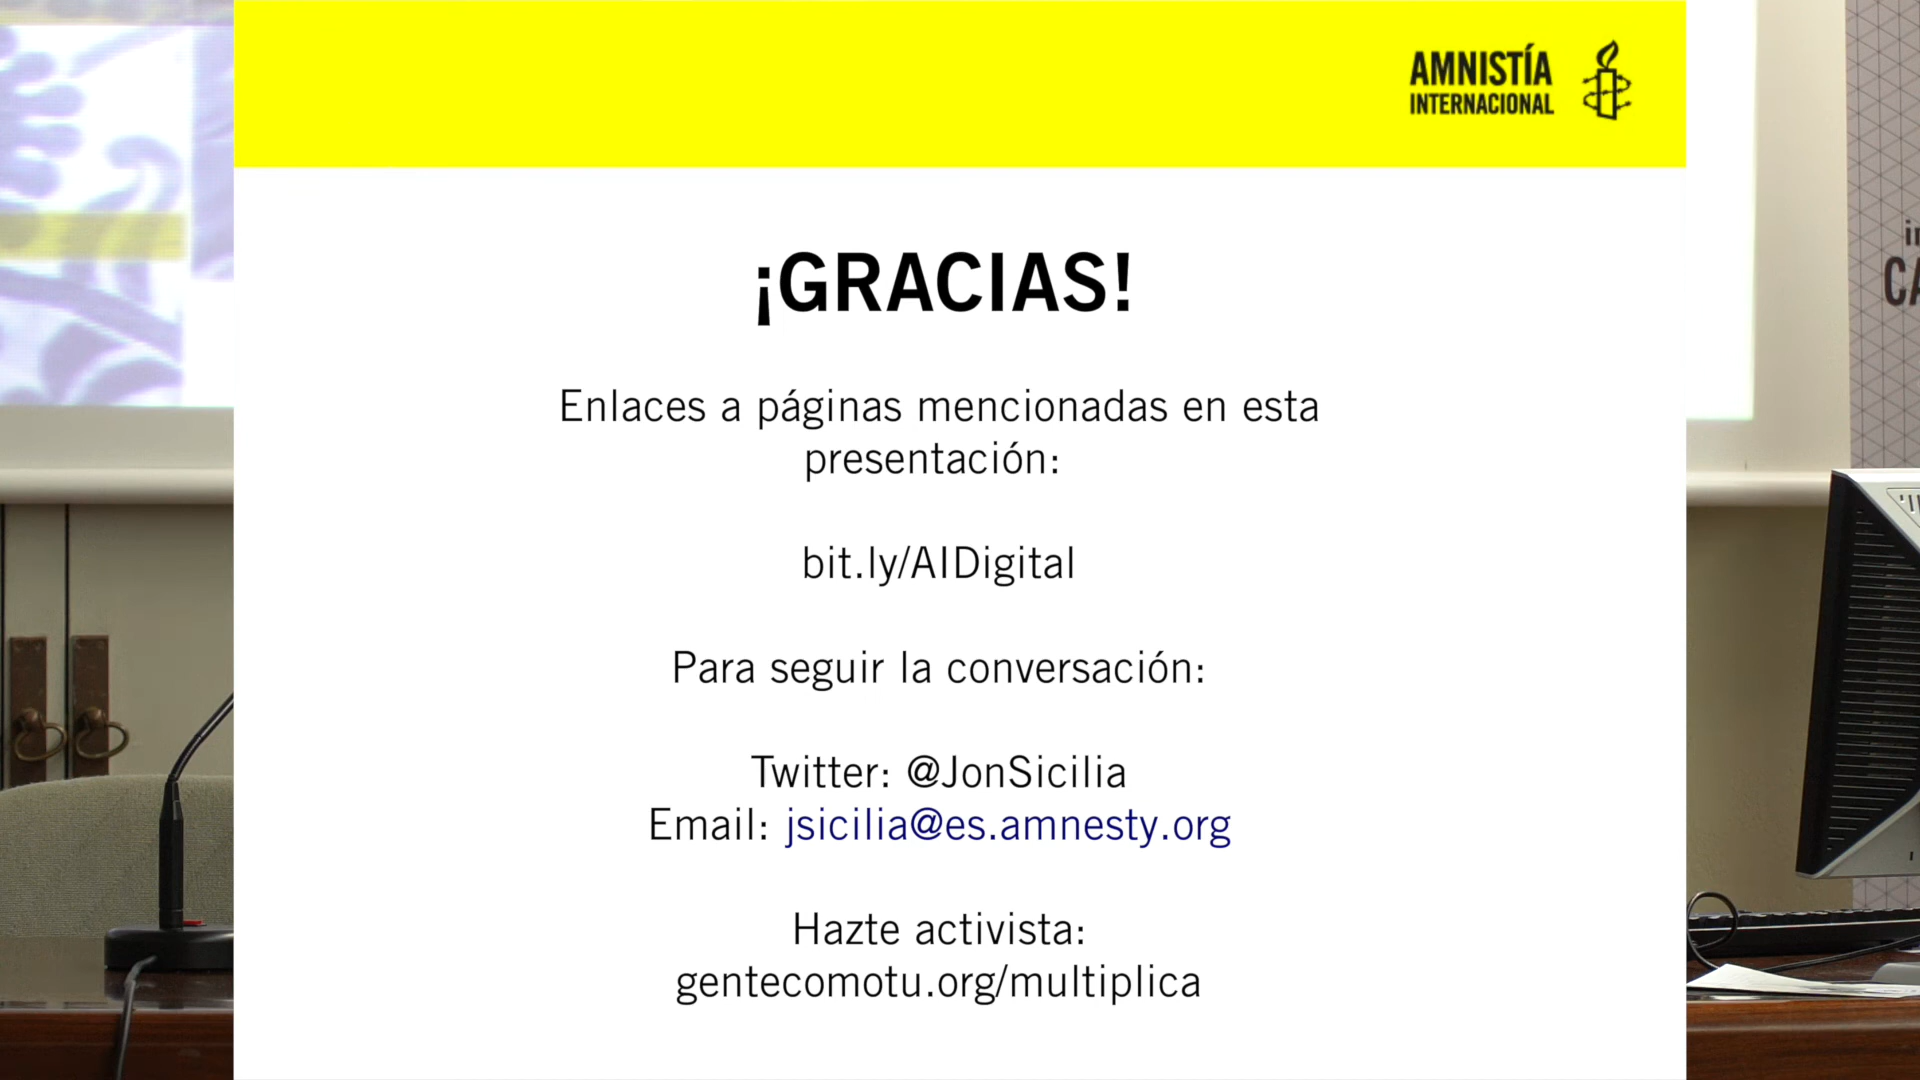 AMNISTÍA
INTERNACIONAL
¡GRACIAS!
Enlaces a páginas mencionadas en esta
presentación:
bit.ly/AIDigital
Para seguir la conversación:
Twitter: @JonSicilia
Email: jsicilia@es.amnesty.org
Hazte activista:
gentecomotu.org/multiplica